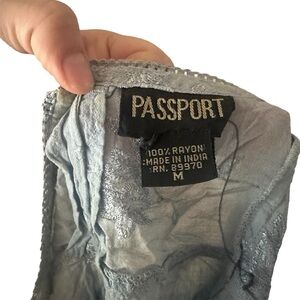 PASSPORT
100% RAYON
MADE IN INDIA
RN. 89970
M